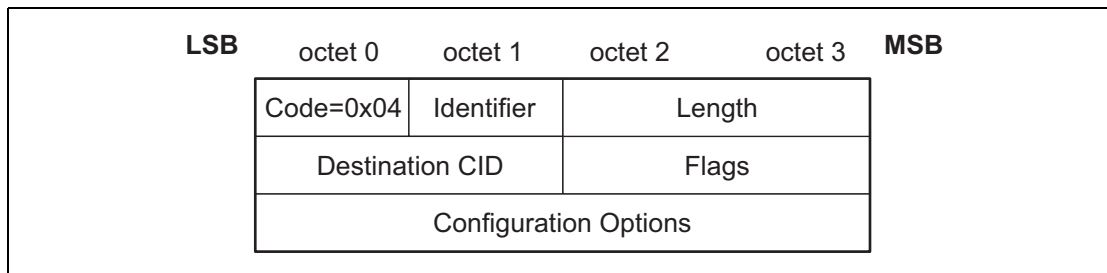 LSB octet 0 octet 1 octet 2 octet 3 MSB
Code=0x04 Identifier Length
Destination CID Flags
Configuration Options